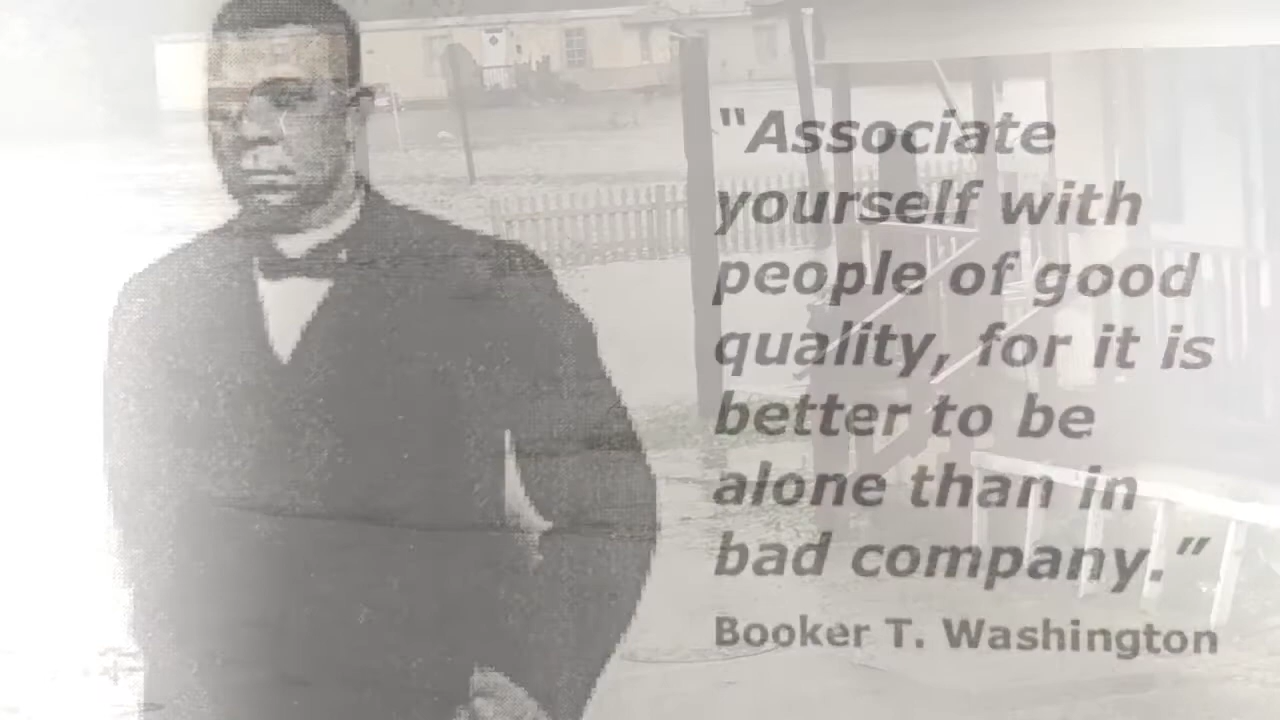 "Associate
yourself with
people of good
quality, for it is
better to be
alone than in
bad company.”
Booker T. Washington